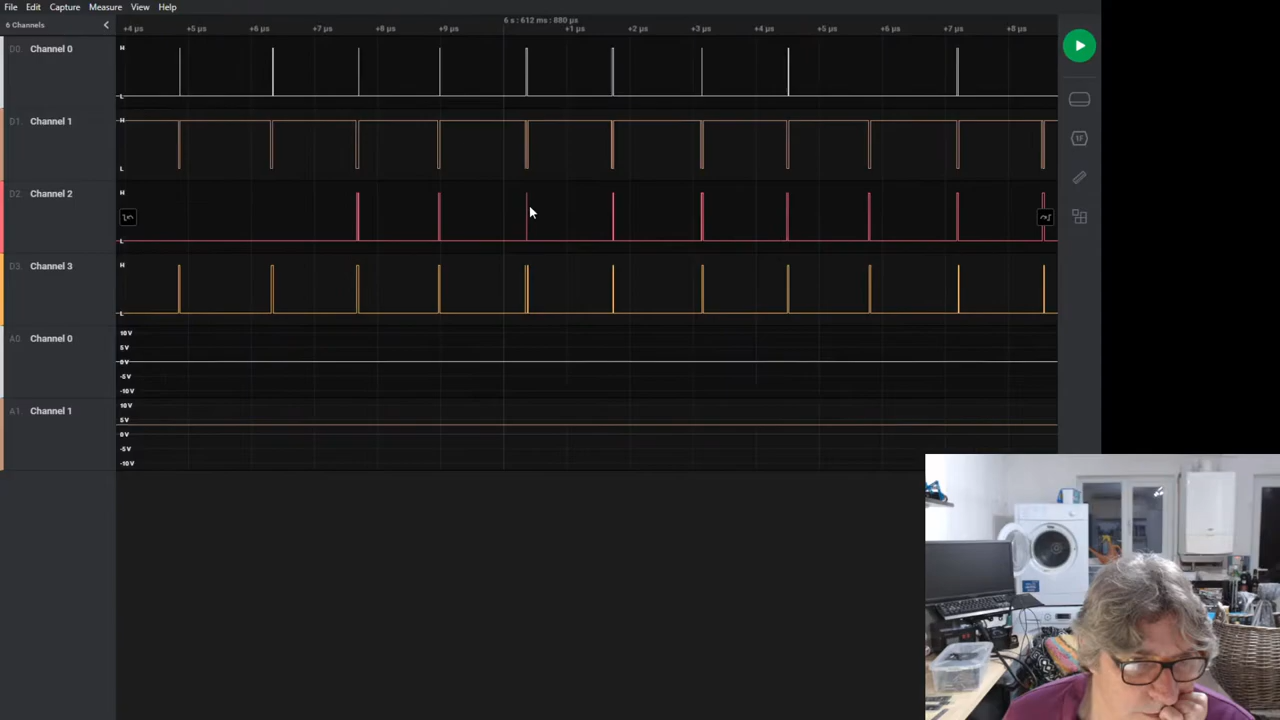 File Edit Capture Measure View Help
6 Channels
6 s : 612 ms : 880 µs
+4 µs +5 µs +6 µs +7 µs +8 µs +9 µs +1 µs +2 µs +3 µs +4 µs +5 µs +6 µs +7 µs +8 µs
D0. Channel 0
H
L
D1. Channel 1
H
L
D2. Channel 2
H
L
D3. Channel 3
H
L
A0. Channel 0
10 V
5 V
0 V
-5 V
-10 V
A1. Channel 1
10 V
5 V
0 V
-5 V
-10 V
1F